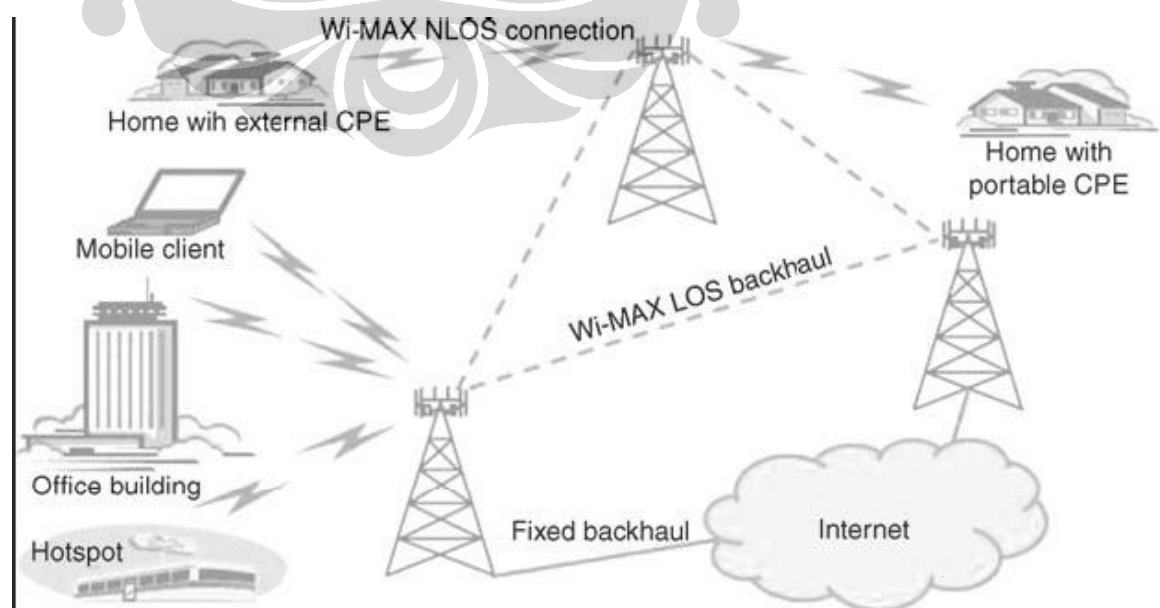 Wi-MAX NLOS connection
Home wih external CPE
Home with
portable CPE
Mobile client
Wi-MAX LOS backhaul
Office building
Fixed backhaul
Internet
Hotspot